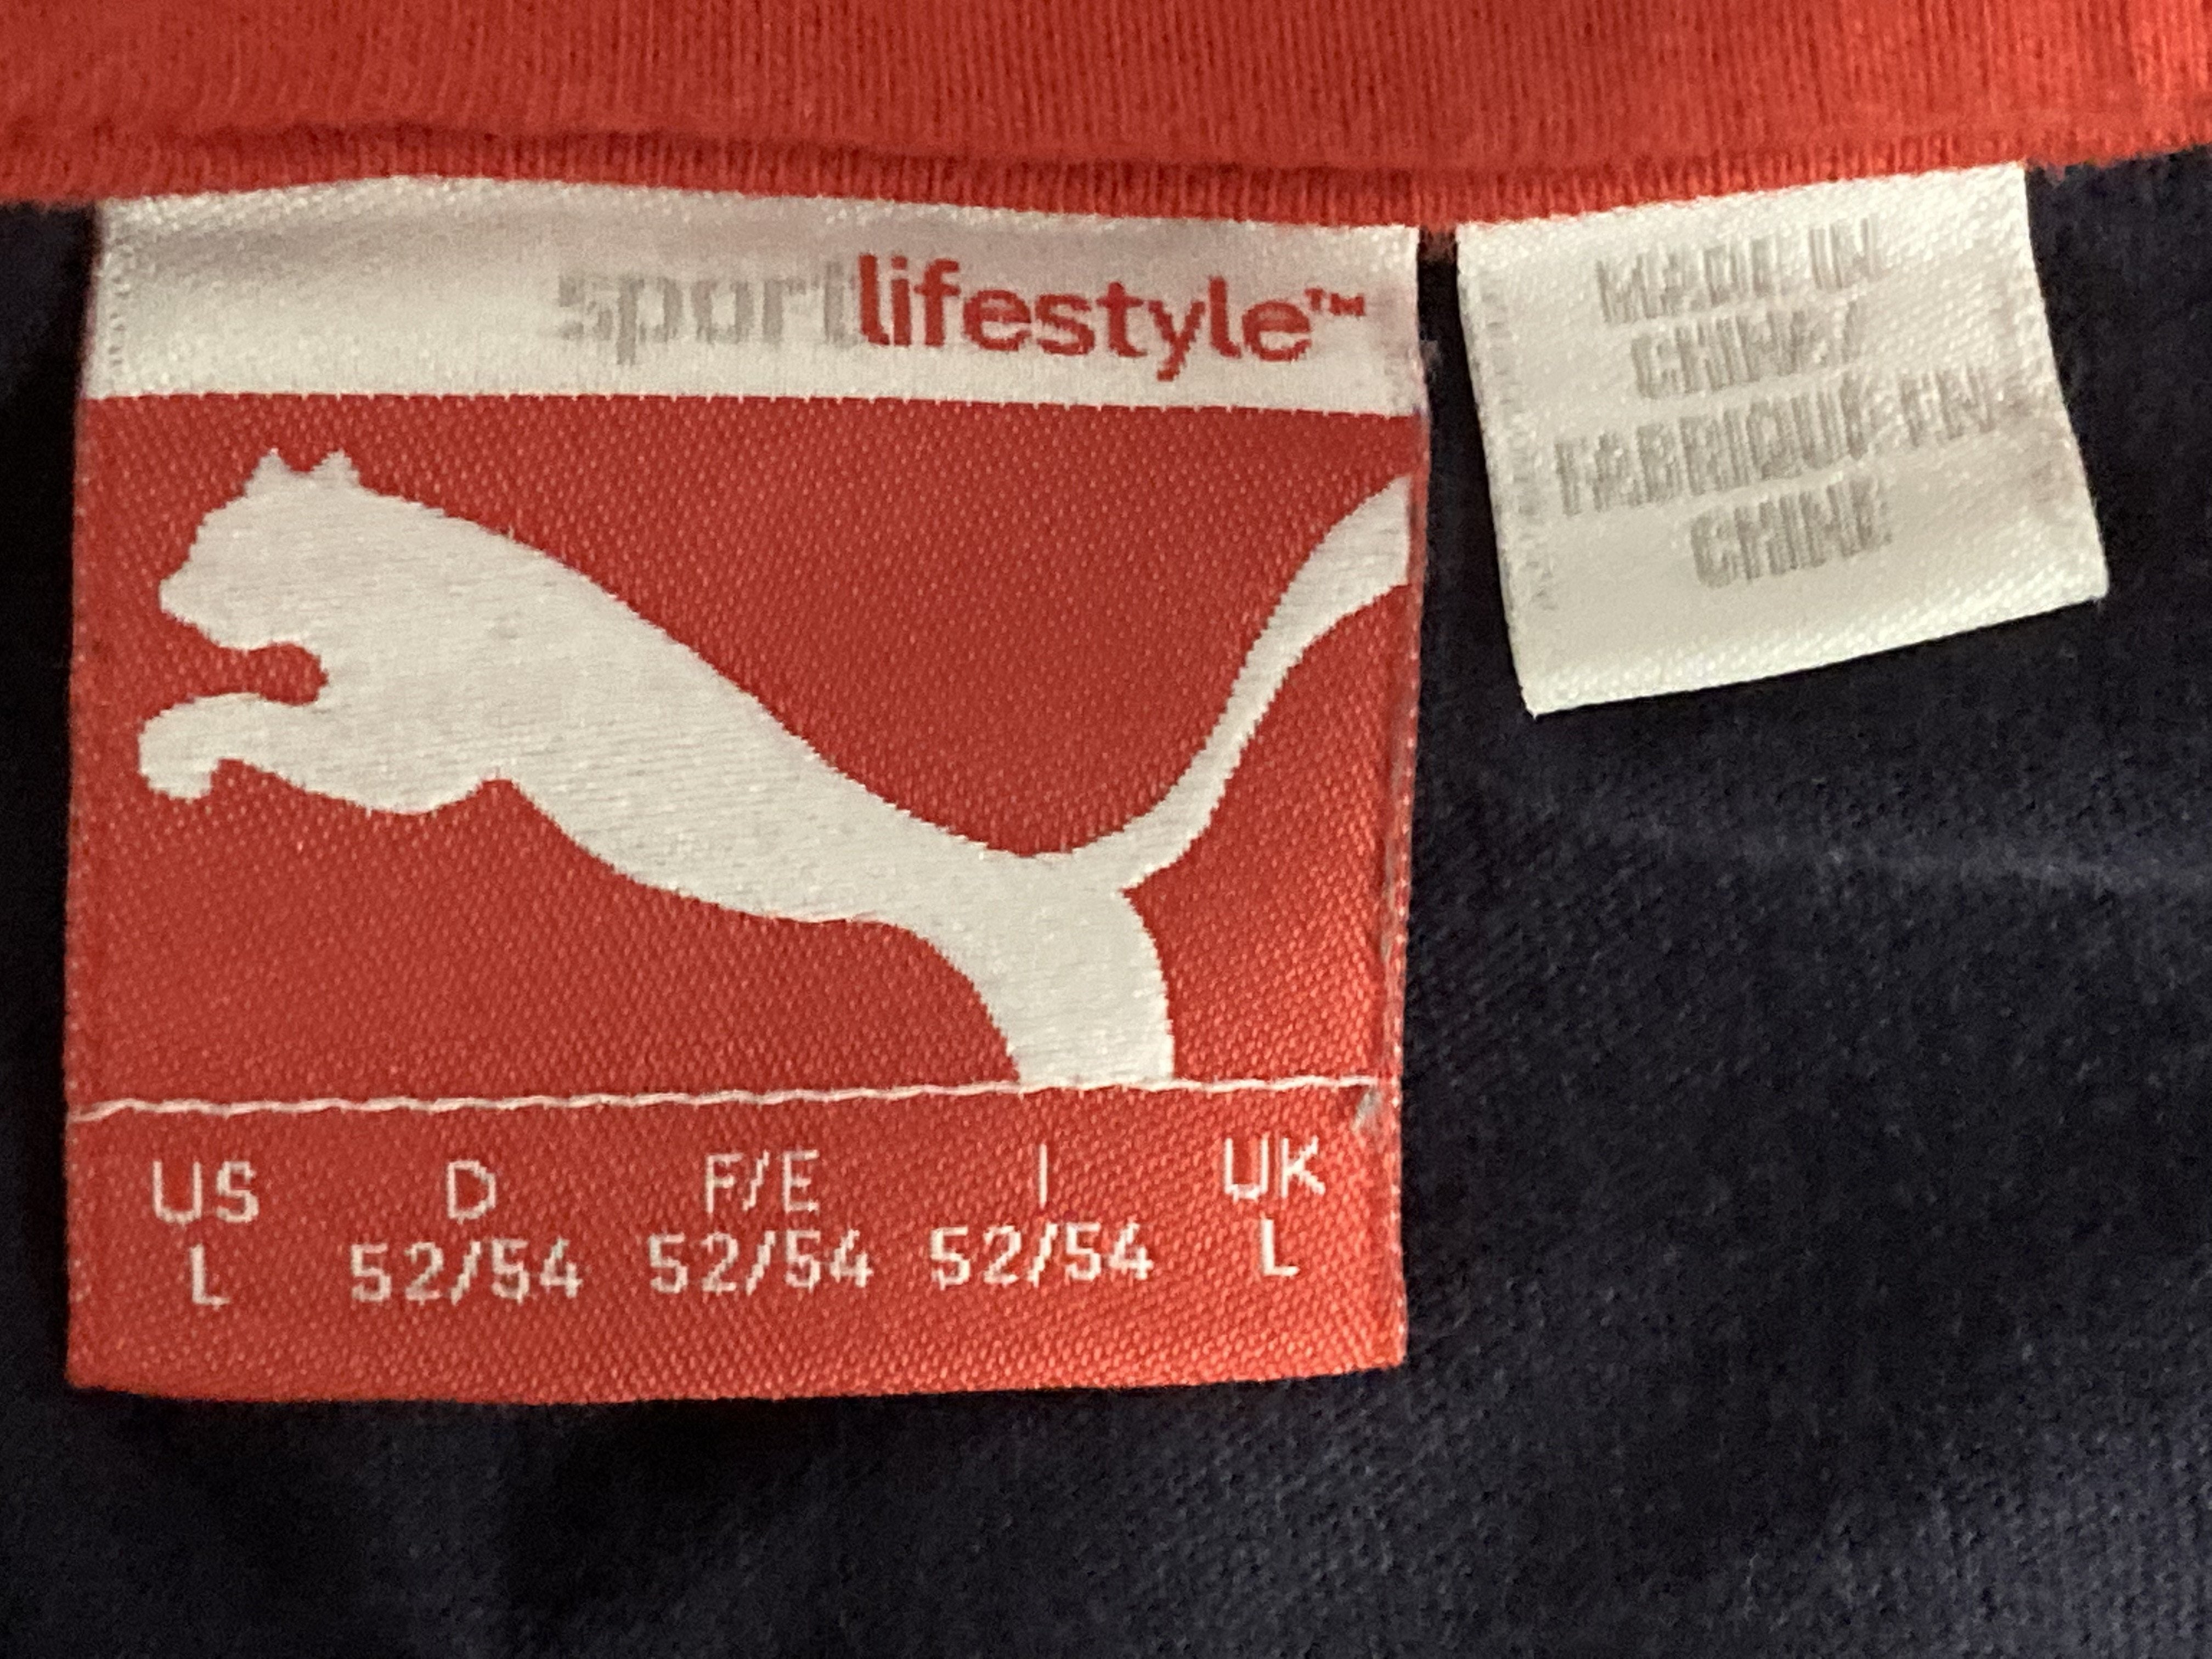 sportlifestyle™
US D F/E I UK
L 52/54 52/54 52/54 L
MADE IN
CHINA/
FABRIQUÉ EN
CHINE